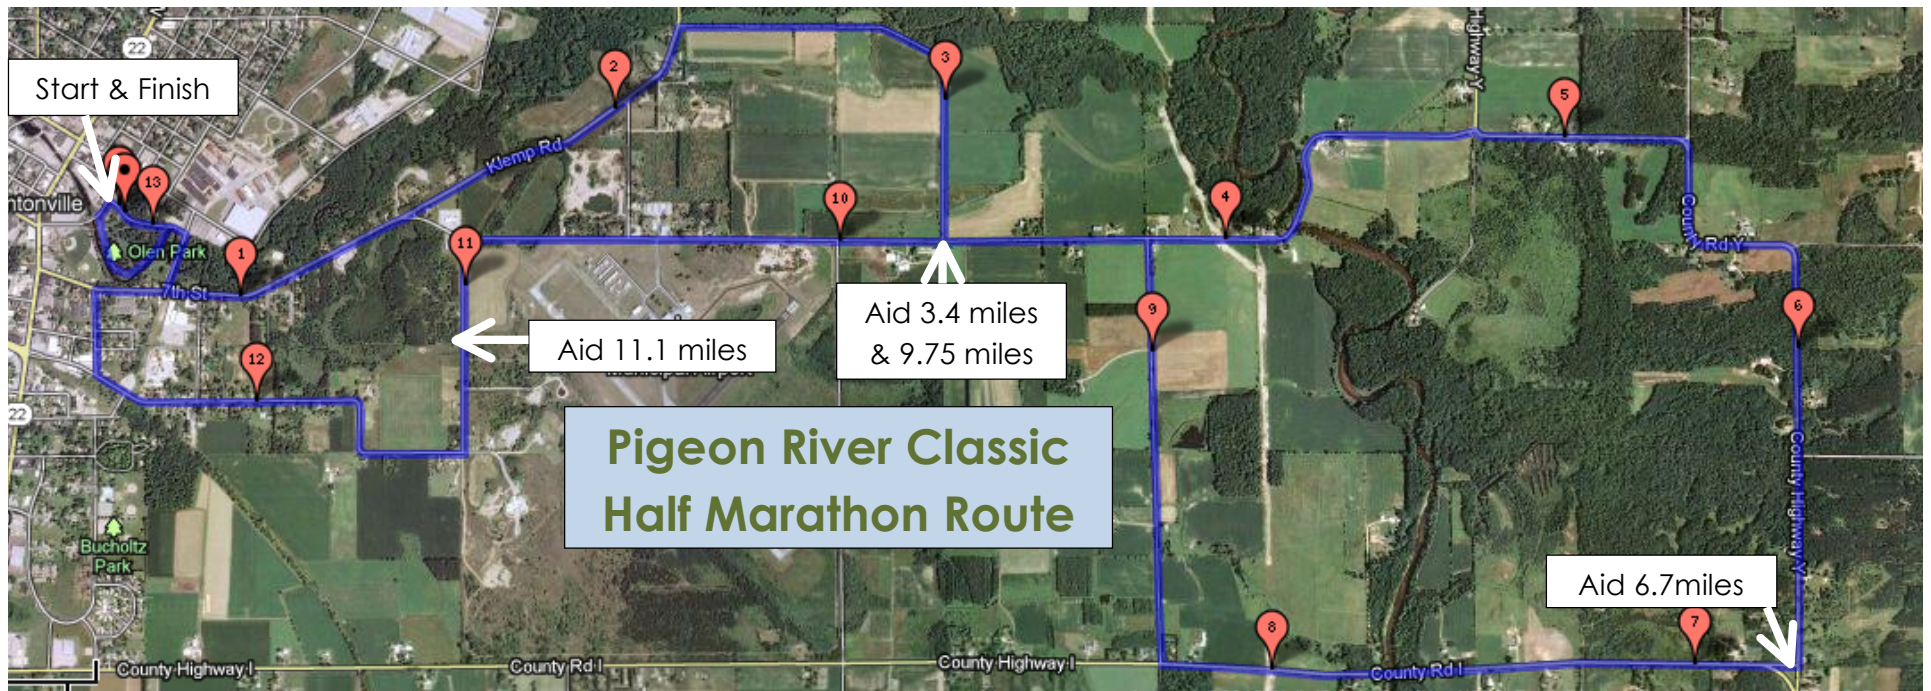 22
Start & Finish
2
3
Highway Y
5
Klemp Rd
13
ntonville
10
4
County Rd Y
Olen Park
1
11
7th St
6
9
Aid 3.4 miles
& 9.75 miles
Aid 11.1 miles
12
22
Pigeon River Classic
Half Marathon Route
County Highway Y
Bucholtz
Park
Aid 6.7miles
8
7
County Highway I
County Rd I
County Highway I
County Rd I